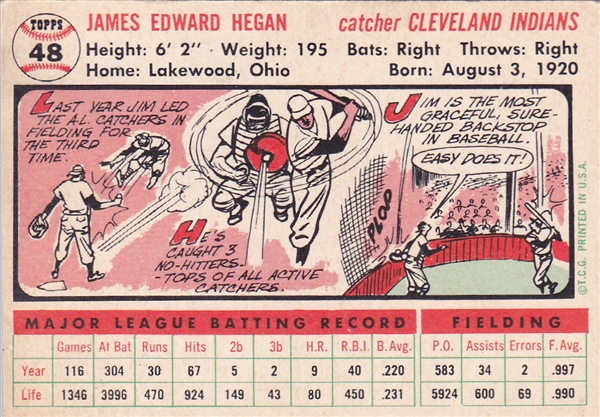 TOPPS
48
JAMES EDWARD HEGAN catcher CLEVELAND INDIANS
Height: 6' 2" · Weight: 195 Bats: Right Throws: Right
Home: Lakewood, Ohio Born: August 3, 1920
LAST YEAR JIM LED
THE A.L. CATCHERS IN
FIELDING FOR
THE THIRD
TIME.
HE'S
CAUGHT 3
NO-HITTERS-
-TOPS OF ALL ACTIVE
CATCHERS.
JIM IS THE MOST
GRACEFUL, SURE-
HANDED BACKSTOP
IN BASEBALL.
EASY DOES IT!
PLOP
©T.C.G. PRINTED IN U.S.A.
MAJOR LEAGUE BATTING RECORD FIELDING
Games At Bat Runs Hits 2b 3b H.R. R.B.I. B. Avg. P.O. Assists Errors F. Avg.
Year 116 304 30 67 5 2 9 40 .220 583 34 2 .997
Life 1346 3996 470 924 149 43 80 450 .231 5924 600 69 .990